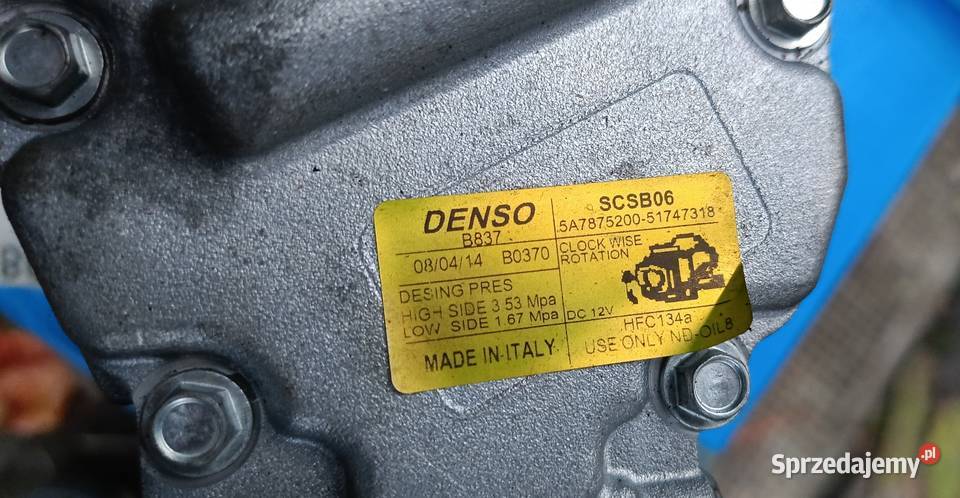 DENSO
B837
08/04/14 B0370
DESING PRES
HIGH SIDE 3 53 Mpa
LOW SIDE 1.67 Mpa
MADE IN ITALY
SCSB06
5A7875200-51747318
CLOCK WISE
ROTATION
DC 12V
HFC134a
USE ONLY ND-OIL8
Sprzedajemy.pl